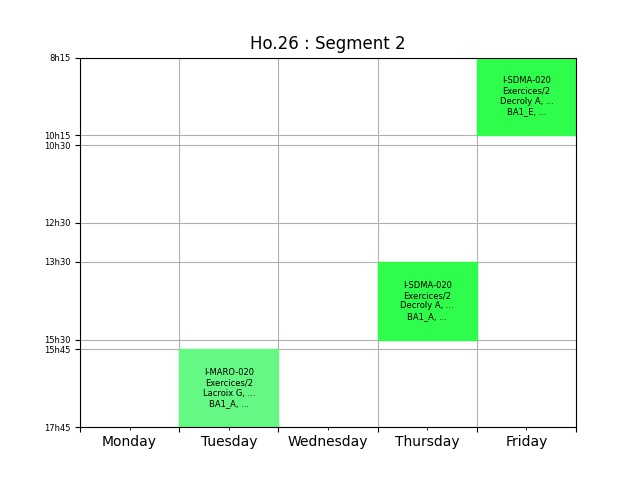 Ho.26 : Segment 2
8h15
10h15
10h30
12h30
13h30
15h30
15h45
17h45
I-SDMA-020
Exercices/2
Decroly A, ...
BA1_E, ...
I-SDMA-020
Exercices/2
Decroly A, ...
BA1_A, ...
I-MARO-020
Exercices/2
Lacroix G, ...
BA1_A, ...
Monday Tuesday Wednesday Thursday Friday